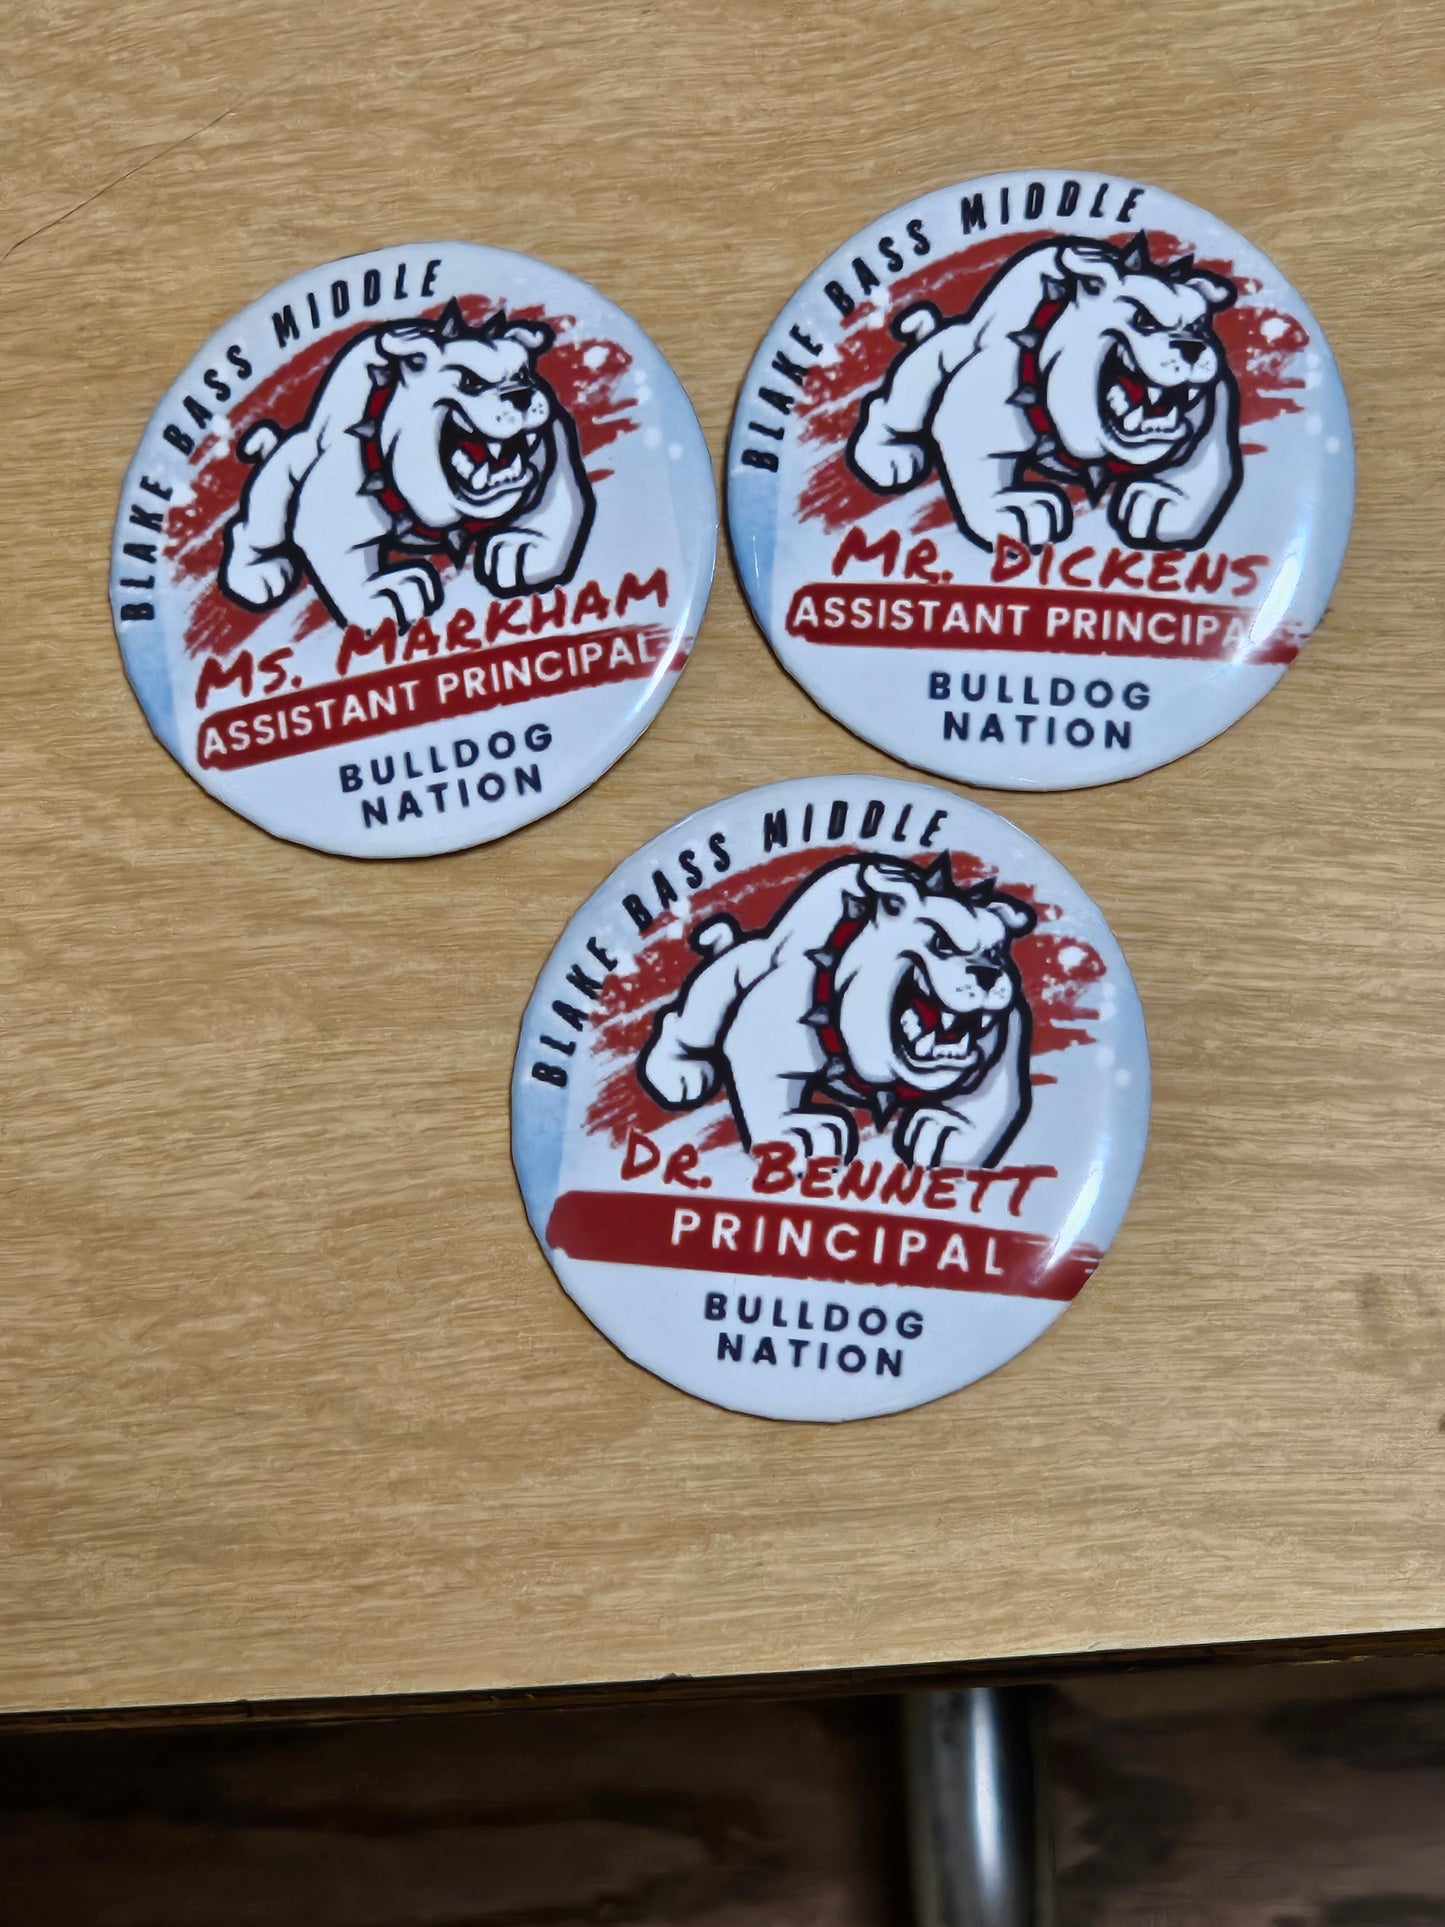 BLAKE BASS MIDDLE
MS. MARKHAM
ASSISTANT PRINCIPAL
BULLDOG
NATION
BLAKE BASS MIDDLE
MR. DICKENS
ASSISTANT PRINCIPAL
BULLDOG
NATION
BLAKE BASS MIDDLE
DR. BENNETT
PRINCIPAL
BULLDOG
NATION